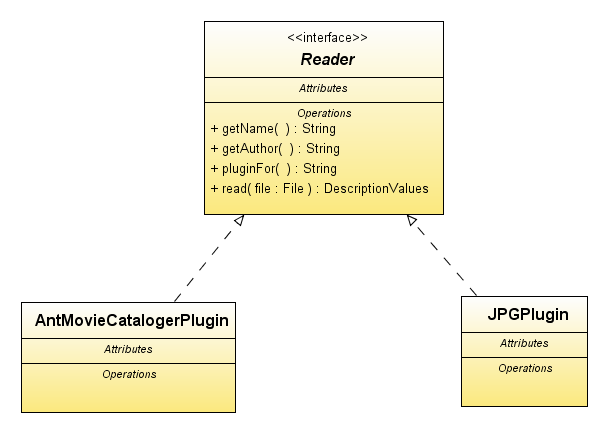 <<interface>>
Reader
Attributes
Operations
+ getName( ) : String
+ getAuthor( ) : String
+ pluginFor( ) : String
+ read( file : File ) : DescriptionValues
AntMovieCatalogerPlugin
Attributes
Operations
JPGPlugin
Attributes
Operations